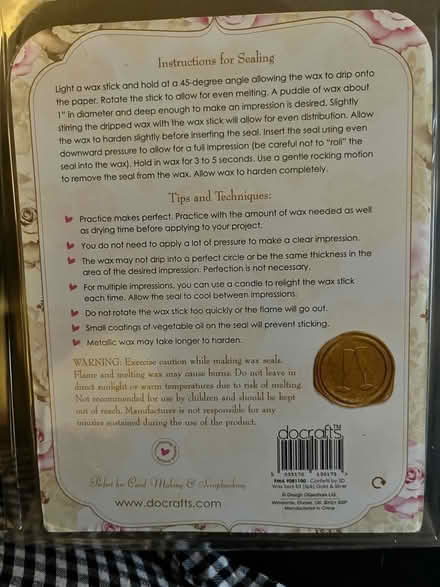 Instructions for Sealing
Light a wax stick and hold at a 45-degree angle allowing the wax to drip onto
the paper. Rotate the stick to allow for even melting. A puddle of wax about
1" in diameter and deep enough to make an impression is desired. Slightly
stirring the dripped wax with the wax stick will allow for even distribution. Allow
the wax to harden slightly before inserting the seal. Insert the seal using even
downward pressure to allow for a full impression (be careful not to "roll" the
seal into the wax). Hold in wax for 3 to 5 seconds. Use a gentle rocking motion
to remove the seal from the wax. Allow wax to harden completely.
Tips and Techniques:
Practice makes perfect. Practice with the amount of wax needed as well
as drying time before applying to your project.
You do not need to apply a lot of pressure to make a clear impression.
The wax may not drip into a perfect circle or be the same thickness in the
area of the desired impression. Perfection is not necessary.
For multiple impressions, you can use a candle to relight the wax stick
each time. Allow the seal to cool between impressions.
Do not rotate the wax stick too quickly or the flame will go out.
Small coatings of vegetable oil on the seal will prevent sticking.
Metallic wax may take longer to harden.
WARNING: Exercise caution while making wax seals.
Flame and melting wax may cause burns. Do not leave in
direct sunlight or warm temperatures due to risk of melting.
Not recommended for use by children and should be kept
out of reach. Manufacturer is not responsible for any
injuries sustained during the use of the product.
docrafts™
Perfect for Card Making & Scrapbooking
www.docrafts.com
© Design Objectives Ltd.
Manufactured in China